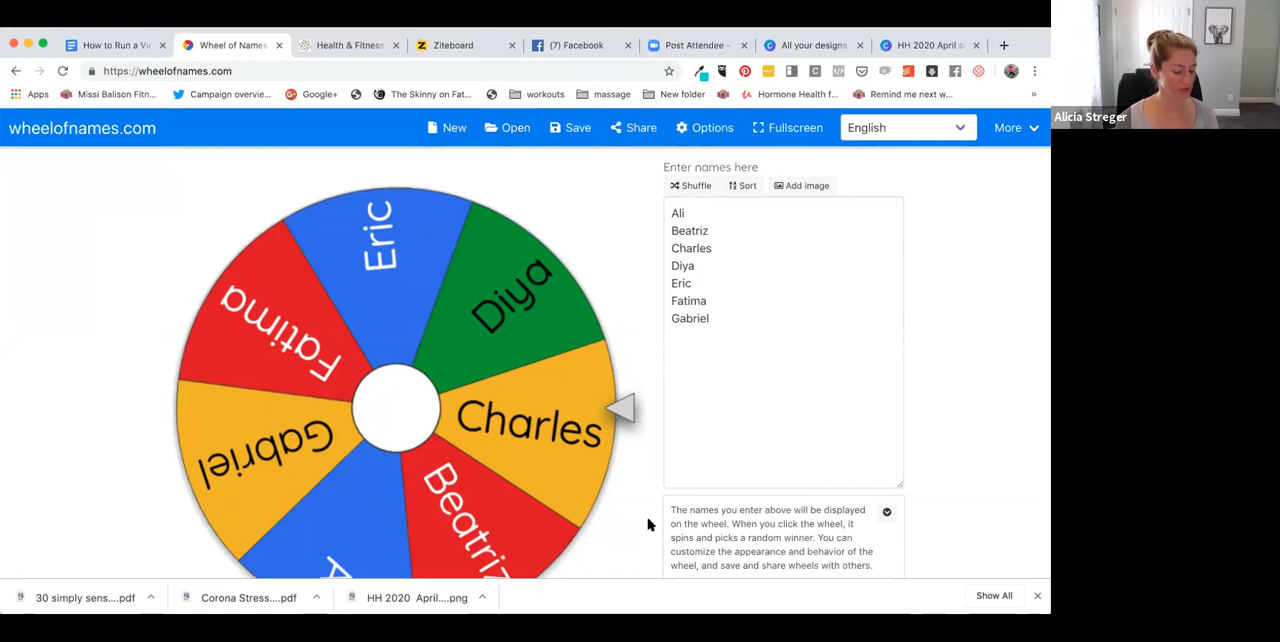 How to Run a Vi
Wheel of Names
Health & Fitness
Ziteboard
(7) Facebook
Post Attendee -
All your designs
HH 2020 April s
https://wheelofnames.com
Apps
Missi Balison Fitn...
Campaign overvie...
Google+
The Skinny on Fat...
workouts
massage
New folder
Hormone Health f...
Remind me next w...
»
wheelofnames.com
New
Open
Save
Share
Options
Fullscreen
English
More
Alicia Streger
Enter names here
Shuffle
Sort
Add image
Ali
Beatriz
Charles
Diya
Eric
Fatima
Gabriel
Eric
Diya
Charles
Beatriz
A
Gabriel
Fatima
The names you enter above will be displayed
on the wheel. When you click the wheel, it
spins and picks a random winner. You can
customize the appearance and behavior of the
wheel, and save and share wheels with others.
30 simply sens....pdf
Corona Stress....pdf
HH 2020 April....png
Show All